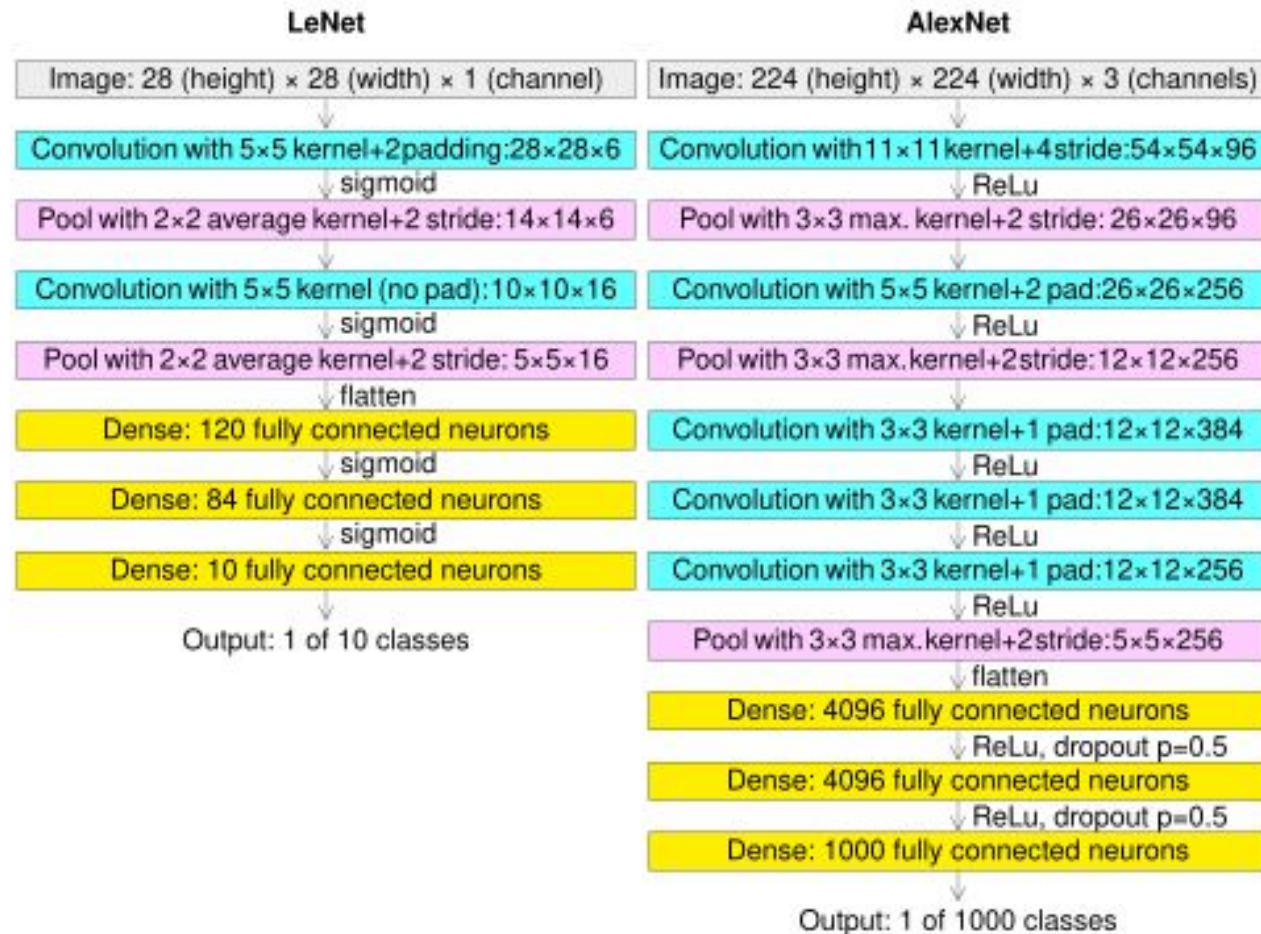 LeNet
Image: 28 (height) × 28 (width) × 1 (channel)
Convolution with 5×5 kernel+2padding:28×28×6
sigmoid
Pool with 2×2 average kernel+2 stride:14×14×6
Convolution with 5×5 kernel (no pad):10×10×16
sigmoid
Pool with 2×2 average kernel+2 stride: 5×5×16
flatten
Dense: 120 fully connected neurons
sigmoid
Dense: 84 fully connected neurons
sigmoid
Dense: 10 fully connected neurons
Output: 1 of 10 classes
AlexNet
Image: 224 (height) × 224 (width) × 3 (channels)
Convolution with 11×11 kernel+4 stride:54×54×96
ReLu
Pool with 3×3 max. kernel+2 stride: 26×26×96
Convolution with 5×5 kernel+2 pad:26×26×256
ReLu
Pool with 3×3 max.kernel+2stride:12×12×256
Convolution with 3×3 kernel+1 pad:12×12×384
ReLu
Convolution with 3×3 kernel+1 pad:12×12×384
ReLu
Convolution with 3×3 kernel+1 pad:12×12×256
ReLu
Pool with 3×3 max.kernel+2stride:5×5×256
flatten
Dense: 4096 fully connected neurons
ReLu, dropout p=0.5
Dense: 4096 fully connected neurons
ReLu, dropout p=0.5
Dense: 1000 fully connected neurons
Output: 1 of 1000 classes